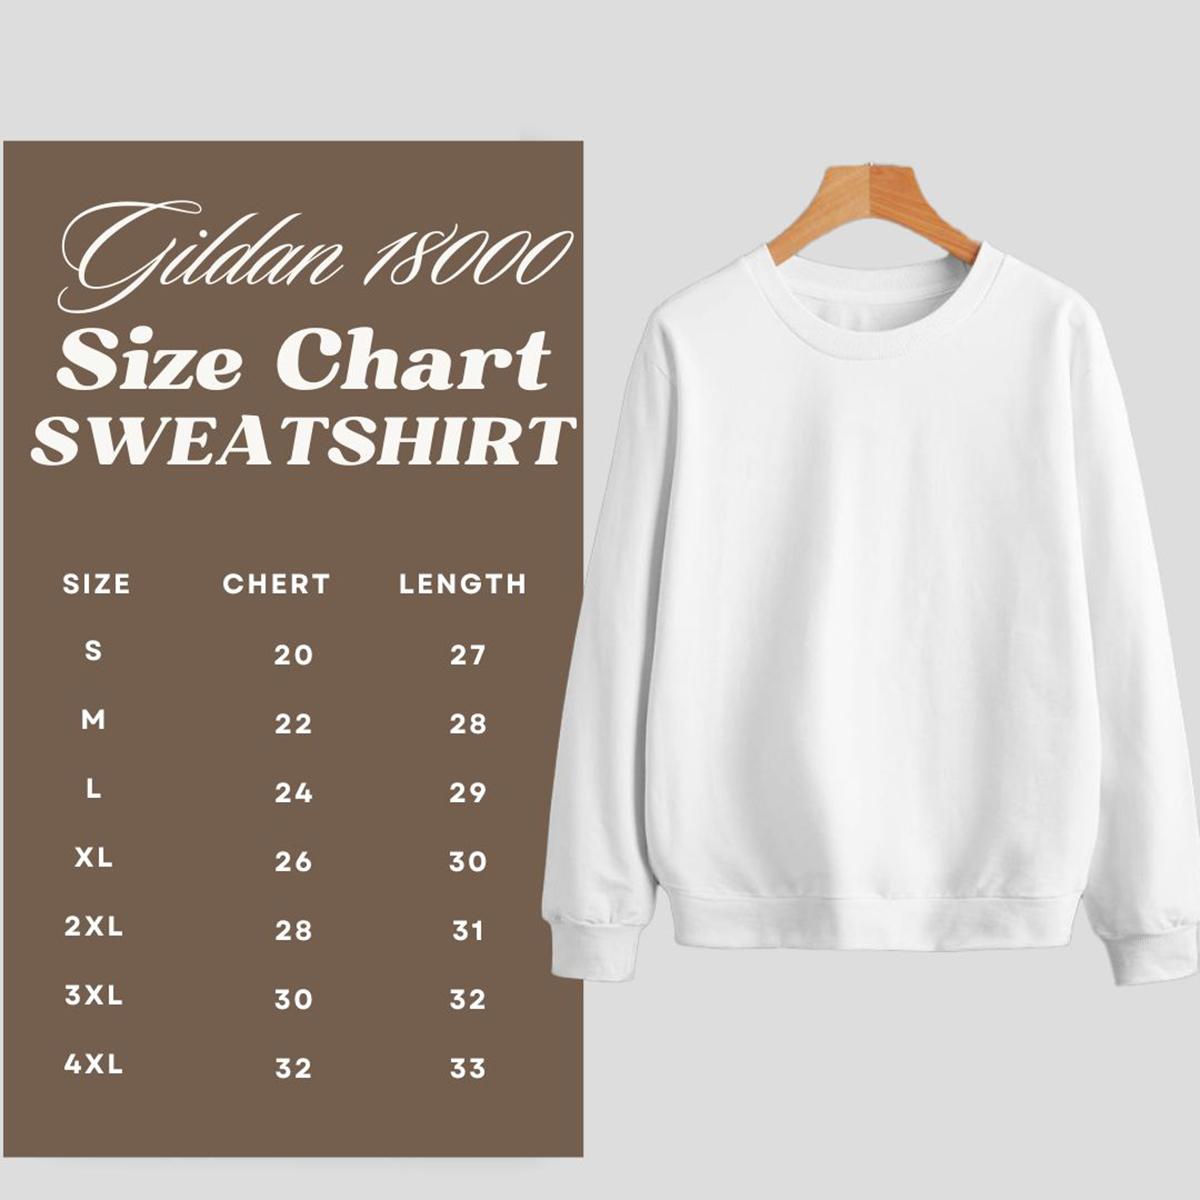 Gildan 18000
Size Chart
SWEATSHIRT
SIZE CHERT LENGTH
S 20 27
M 22 28
L 24 29
XL 26 30
2XL 28 31
3XL 30 32
4XL 32 33